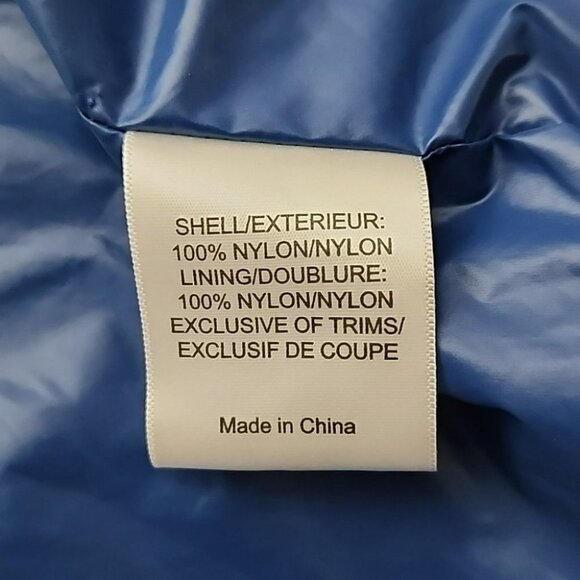 SHELL/EXTERIEUR:
100% NYLON/NYLON
LINING/DOUBLURE:
100% NYLON/NYLON
EXCLUSIVE OF TRIMS/
EXCLUSIF DE COUPE
Made in China